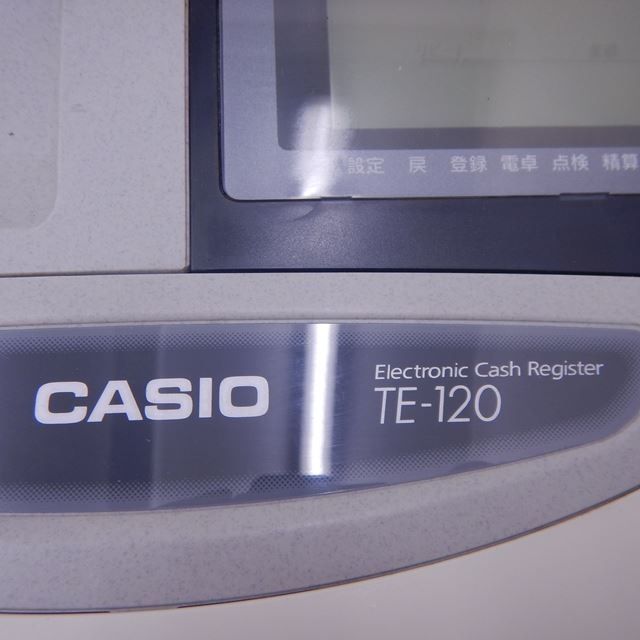 設定 戻 登録 電卓 点検 精算
CASIO
Electronic Cash Register
TE-120